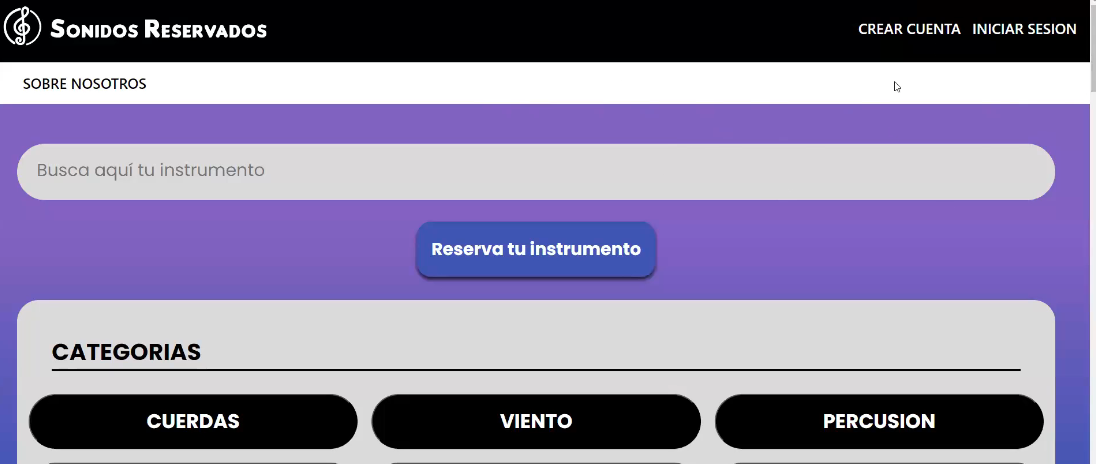 Sonidos Reservados
CREAR CUENTA INICIAR SESION
SOBRE NOSOTROS
Busca aquí tu instrumento
Reserva tu instrumento
CATEGORIAS
CUERDAS VIENTO PERCUSION